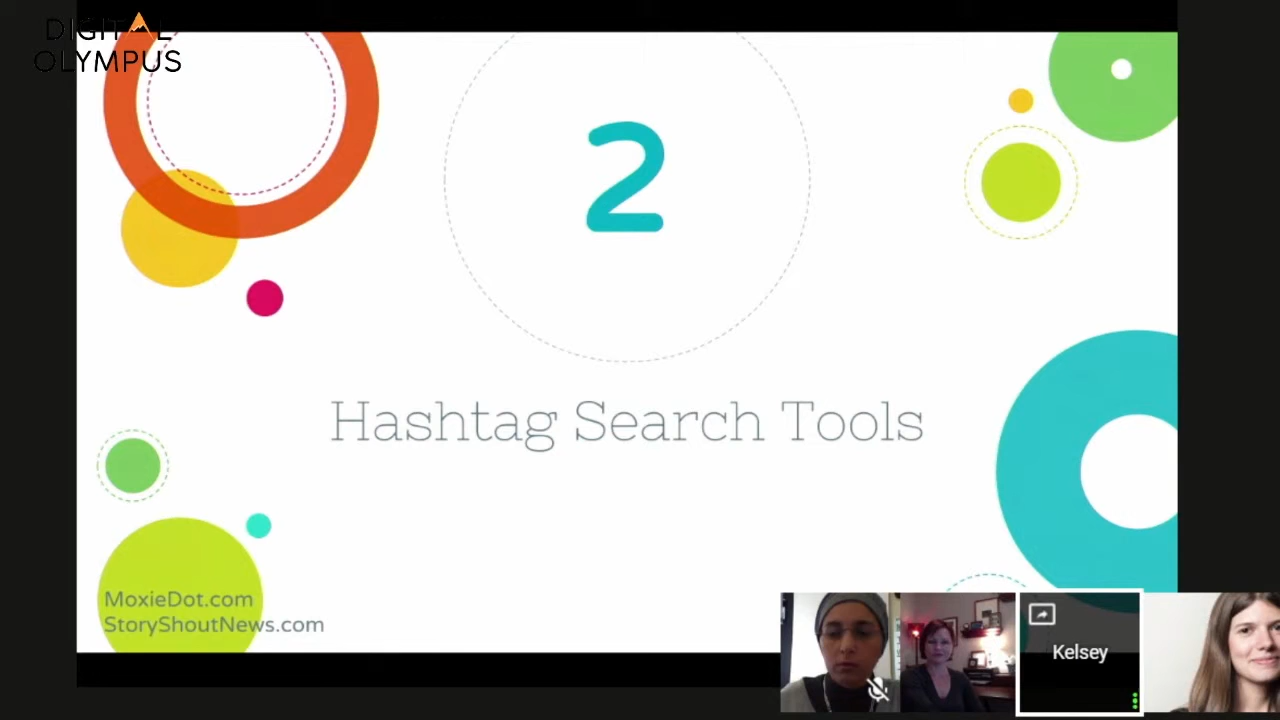 DIGITAL
OLYMPUS
2
Hashtag Search Tools
MoxieDot.com
StoryShoutNews.com
Kelsey